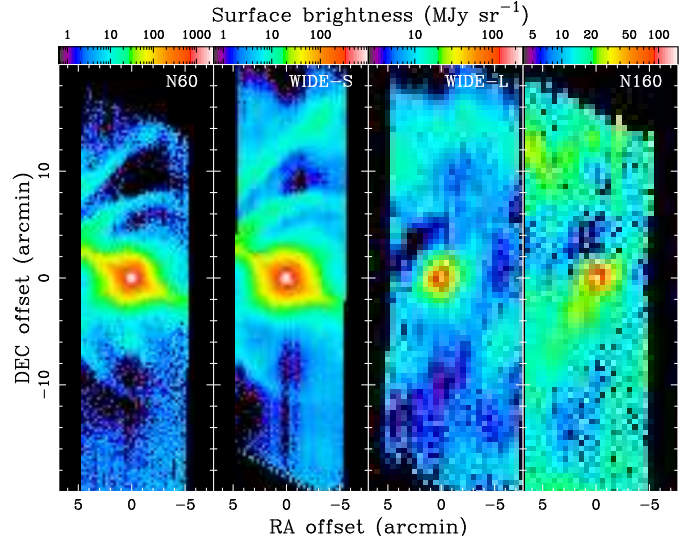 Surface brightness (MJy sr⁻¹)
1 10 100 1000 1 10 100 10 100 5 10 20 50 100
N60 WIDE-S WIDE-L N160
DEC offset (arcmin)
10
0
−10
5 0 −5 5 0 −5 5 0 −5 5 0 −5
RA offset (arcmin)